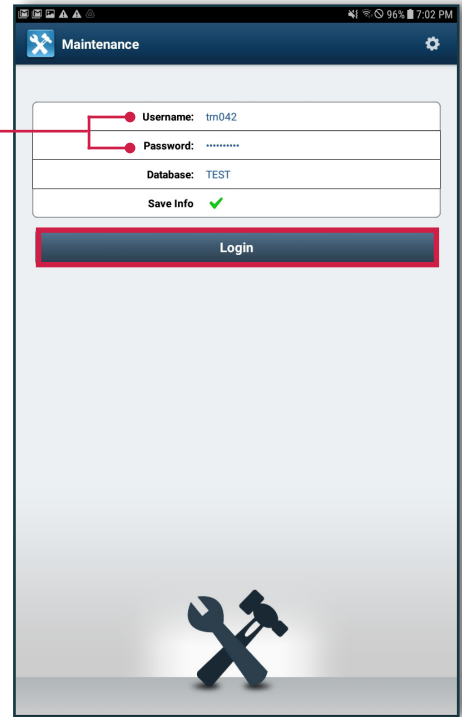 96% 7:02 PM
Maintenance
Username: trn042
Password: ••••••••••
Database: TEST
Save Info
Login